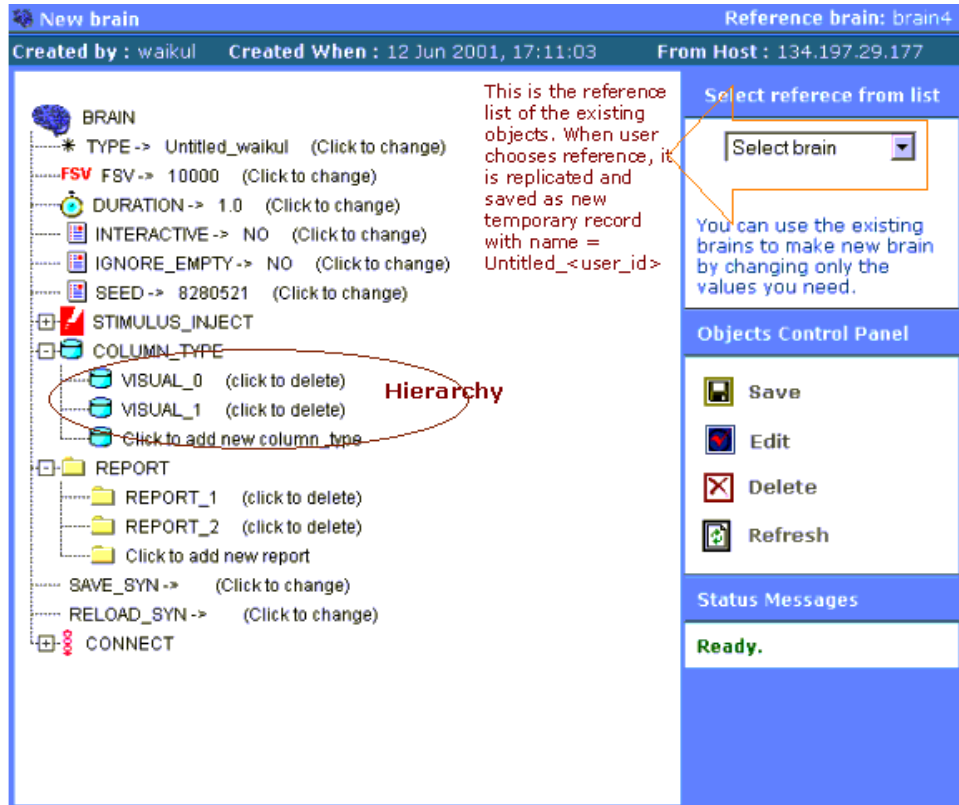 New brain
Reference brain: brain4
Created by : waikul
Created When : 12 Jun 2001, 17:11:03
From Host : 134.197.29.177
BRAIN
* TYPE -> Untitled_waikul (Click to change)
FSV FSV -> 10000 (Click to change)
DURATION -> 1.0 (Click to change)
INTERACTIVE -> NO (Click to change)
IGNORE_EMPTY -> NO (Click to change)
SEED -> 8280521 (Click to change)
STIMULUS_INJECT
COLUMN_TYPE
VISUAL_0 (click to delete)
VISUAL_1 (click to delete)
Click to add new column_type
Hierarchy
REPORT
REPORT_1 (click to delete)
REPORT_2 (click to delete)
Click to add new report
SAVE_SYN -> (Click to change)
RELOAD_SYN -> (Click to change)
CONNECT
This is the reference
list of the existing
objects. When user
chooses reference, it
is replicated and
saved as new
temporary record
with name =
Untitled_<user_id>
Select referece from list
Select brain
You can use the existing
brains to make new brain
by changing only the
values you need.
Objects Control Panel
Save
Edit
Delete
Refresh
Status Messages
Ready.